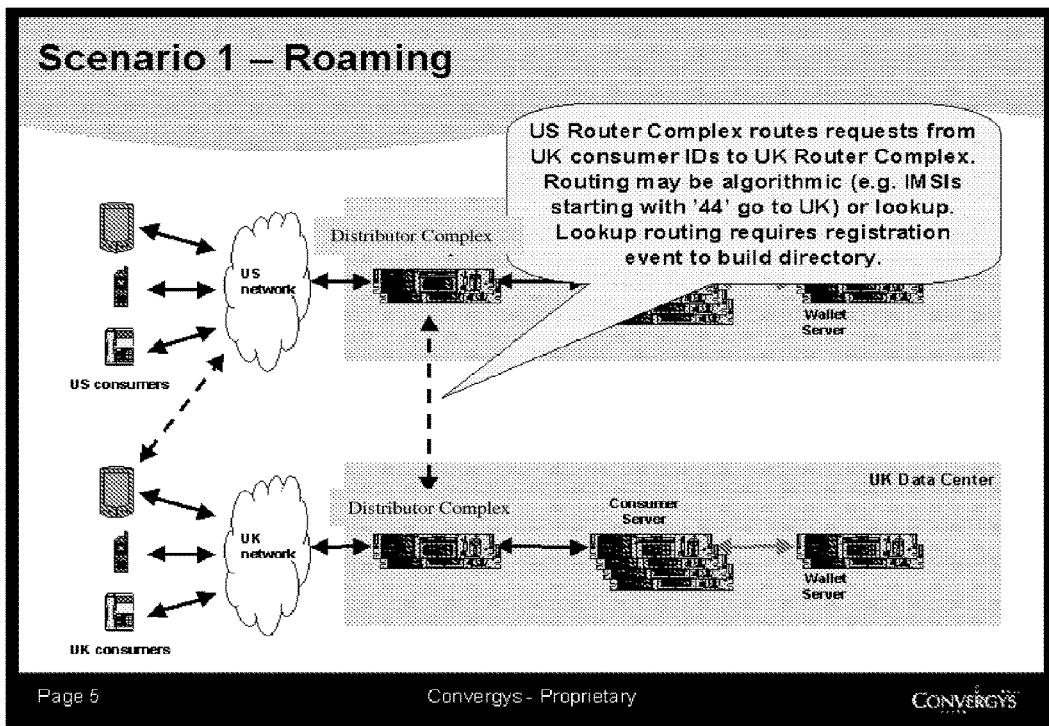 Scenario 1 – Roaming
US Router Complex routes requests from
UK consumer IDs to UK Router Complex.
Routing may be algorithmic (e.g. IMSIs
starting with '44' go to UK) or lookup.
Lookup routing requires registration
event to build directory.
Distributor Complex
US
network
Wallet
Server
US consumers
UK Data Center
Distributor Complex
Consumer
Server
UK
network
Wallet
Server
UK consumers
Page 5
Convergys - Proprietary
CONVERGYS